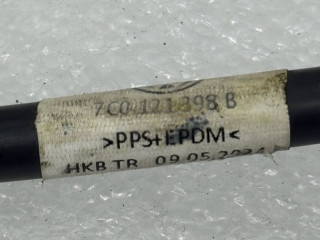 7C0 121 398 B
>PPS+EPDM<
HKB TR 09.05.2024